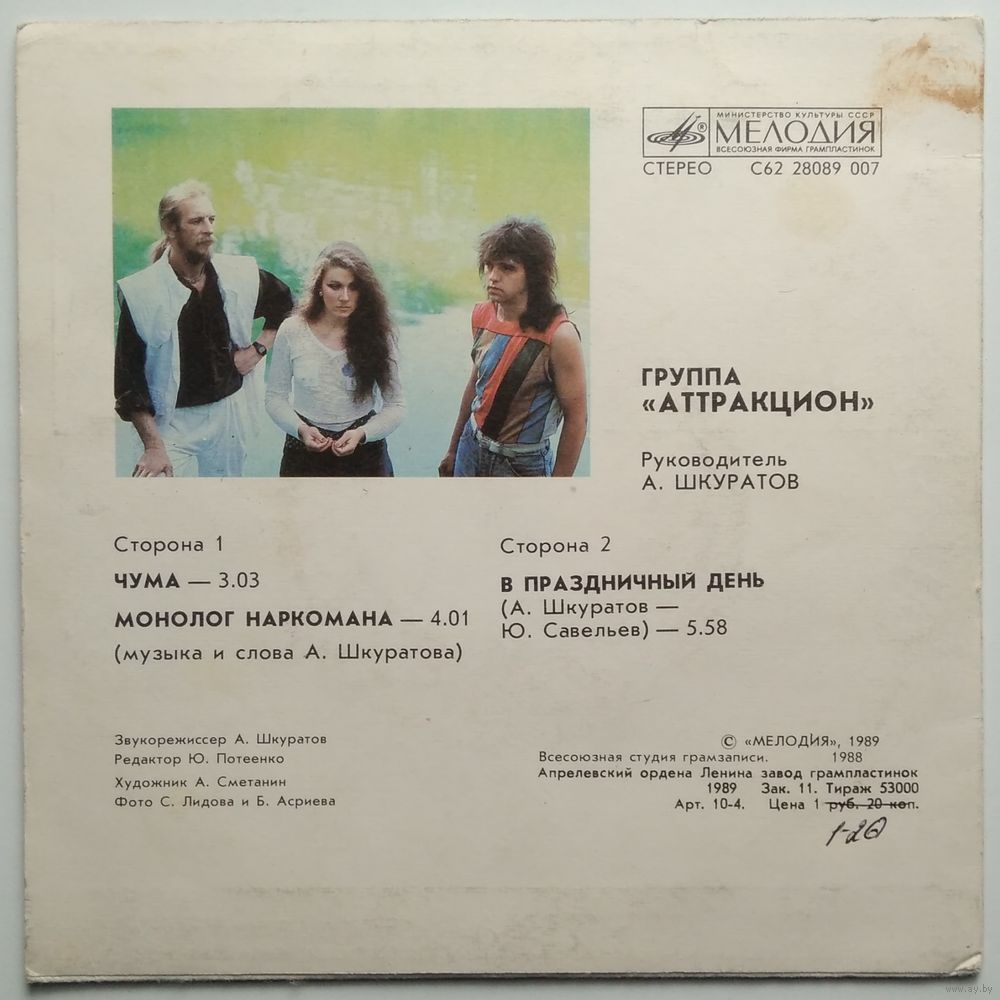 МИНИСТЕРСТВО КУЛЬТУРЫ СССР
МЕЛОДИЯ
ВСЕСОЮЗНАЯ ФИРМА ГРАМПЛАСТИНОК
СТЕРЕО С62 28089 007
ГРУППА
«АТТРАКЦИОН»
Руководитель
А. ШКУРАТОВ
Сторона 1
ЧУМА — 3.03
МОНОЛОГ НАРКОМАНА — 4.01
(музыка и слова А. Шкуратова)
Сторона 2
В ПРАЗДНИЧНЫЙ ДЕНЬ
(А. Шкуратов —
Ю. Савельев) — 5.58
Звукорежиссер А. Шкуратов
Редактор Ю. Потеенко
Художник А. Сметанин
Фото С. Лидова и Б. Асриева
© «МЕЛОДИЯ», 1989
Всесоюзная студия грамзаписи. 1988
Апрелевский ордена Ленина завод грампластинок
1989 Зак. 11. Тираж 53000
Арт. 10-4. Цена 1 руб. 20 коп.
1-20
www.ay.by